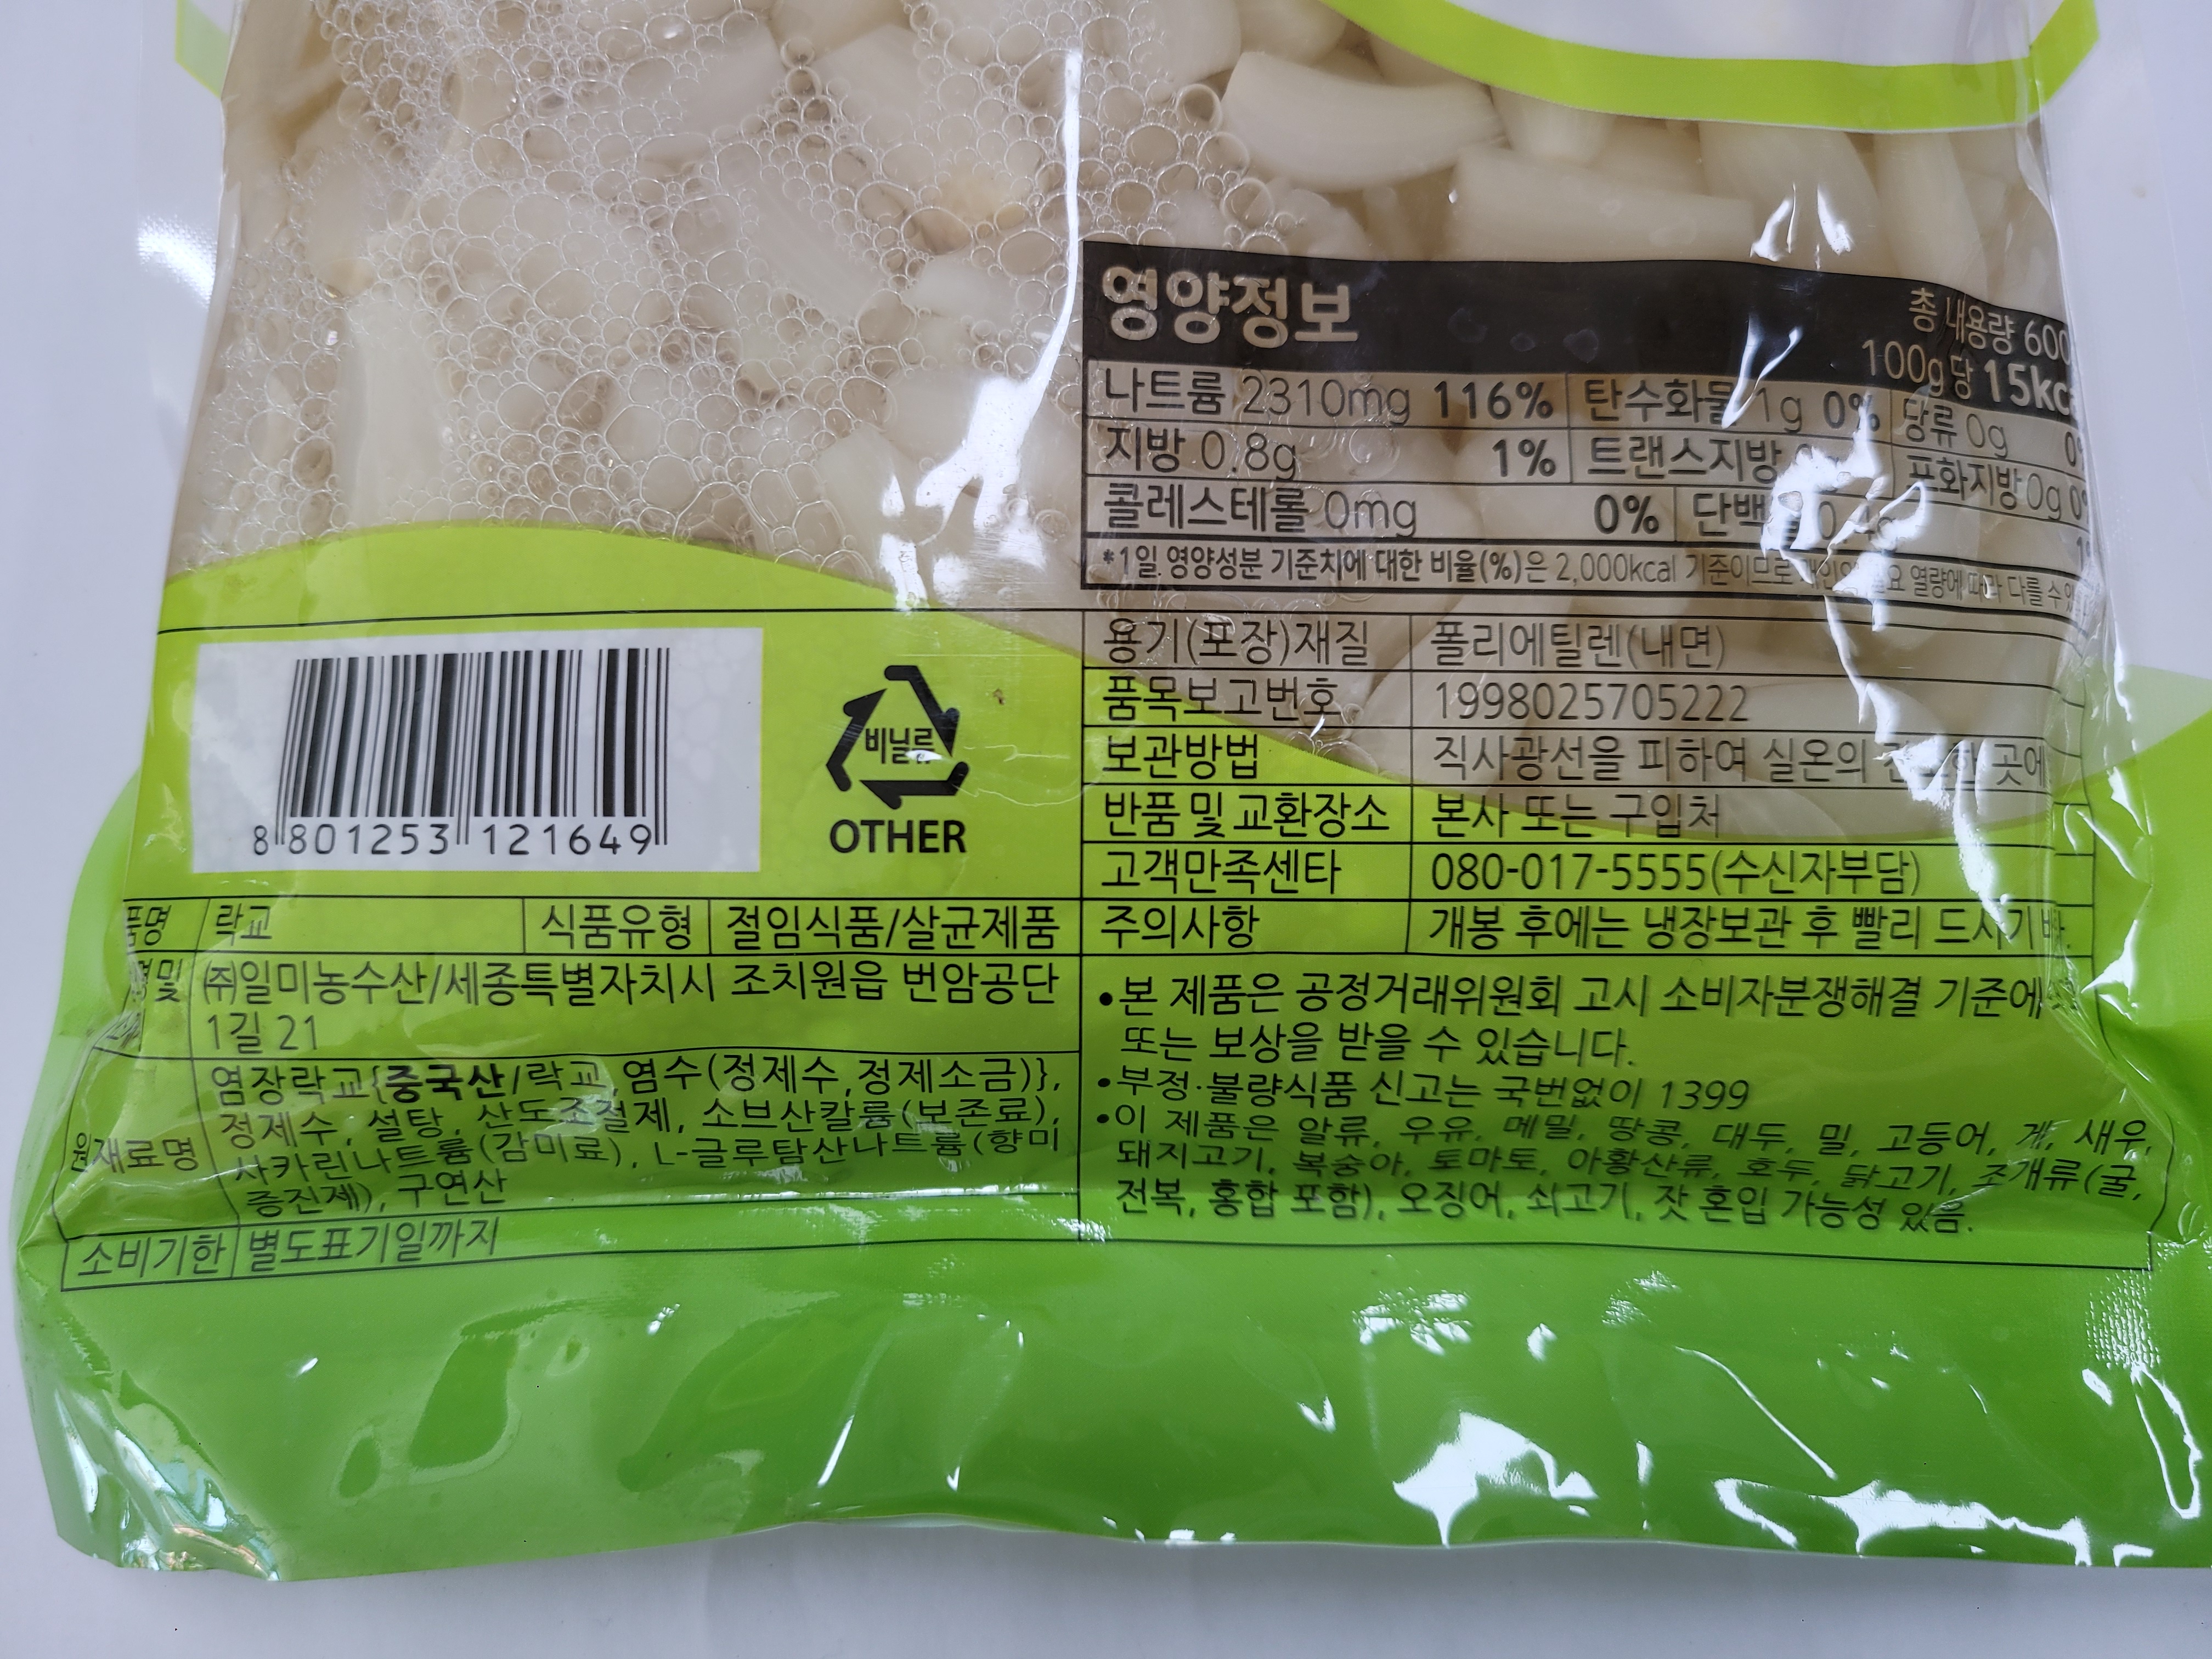 영양정보
총 내용량 600
100g당 15kc
나트륨 2310mg 116% 탄수화물 1g 0% 당류 0g 0%
지방 0.8g 1% 트랜스지방 포화지방 0g 0%
콜레스테롤 0mg 0%
*1일 영양성분 기준치에 대한 비율(%)은 2,000kcal 기준이므로 열량에 따라 다를 수
용기(포장)재질 폴리에틸렌(내면)
품목보고번호 1998025705222
보관방법 직사광선을 피하여 실온의 곳에
반품 및 교환장소 본사 또는 구입처
고객만족센타 080-017-5555(수신자부담)
주의사항 개봉 후에는 냉장보관 후 빨리 드시기
•본 제품은 공정거래위원회 고시 소비자분쟁해결 기준에
또는 보상을 받을 수 있습니다.
•부정·불량식품 신고는 국번없이 1399
•이 제품은 알류, 우유, 메밀, 땅콩, 대두, 밀, 고등어, 게, 새우,
돼지고기, 복숭아, 토마토, 아황산류, 호두, 닭고기, 조개류(굴,
전복, 홍합 포함), 오징어, 쇠고기, 잣 혼입 가능성 있음.
8 801253 121649
비닐류
OTHER
품명 락교 식품유형 절임식품/살균제품
및 ㈜일미농수산/세종특별자치시 조치원읍 번암공단
1길 21
원재료명 염장락교{중국산/락교,염수(정제수,정제소금)},
정제수, 설탕, 산도조절제, 소브산칼륨(보존료),
사카린나트륨(감미료), L-글루탐산나트륨(향미
증진제), 구연산
소비기한 별도표기일까지